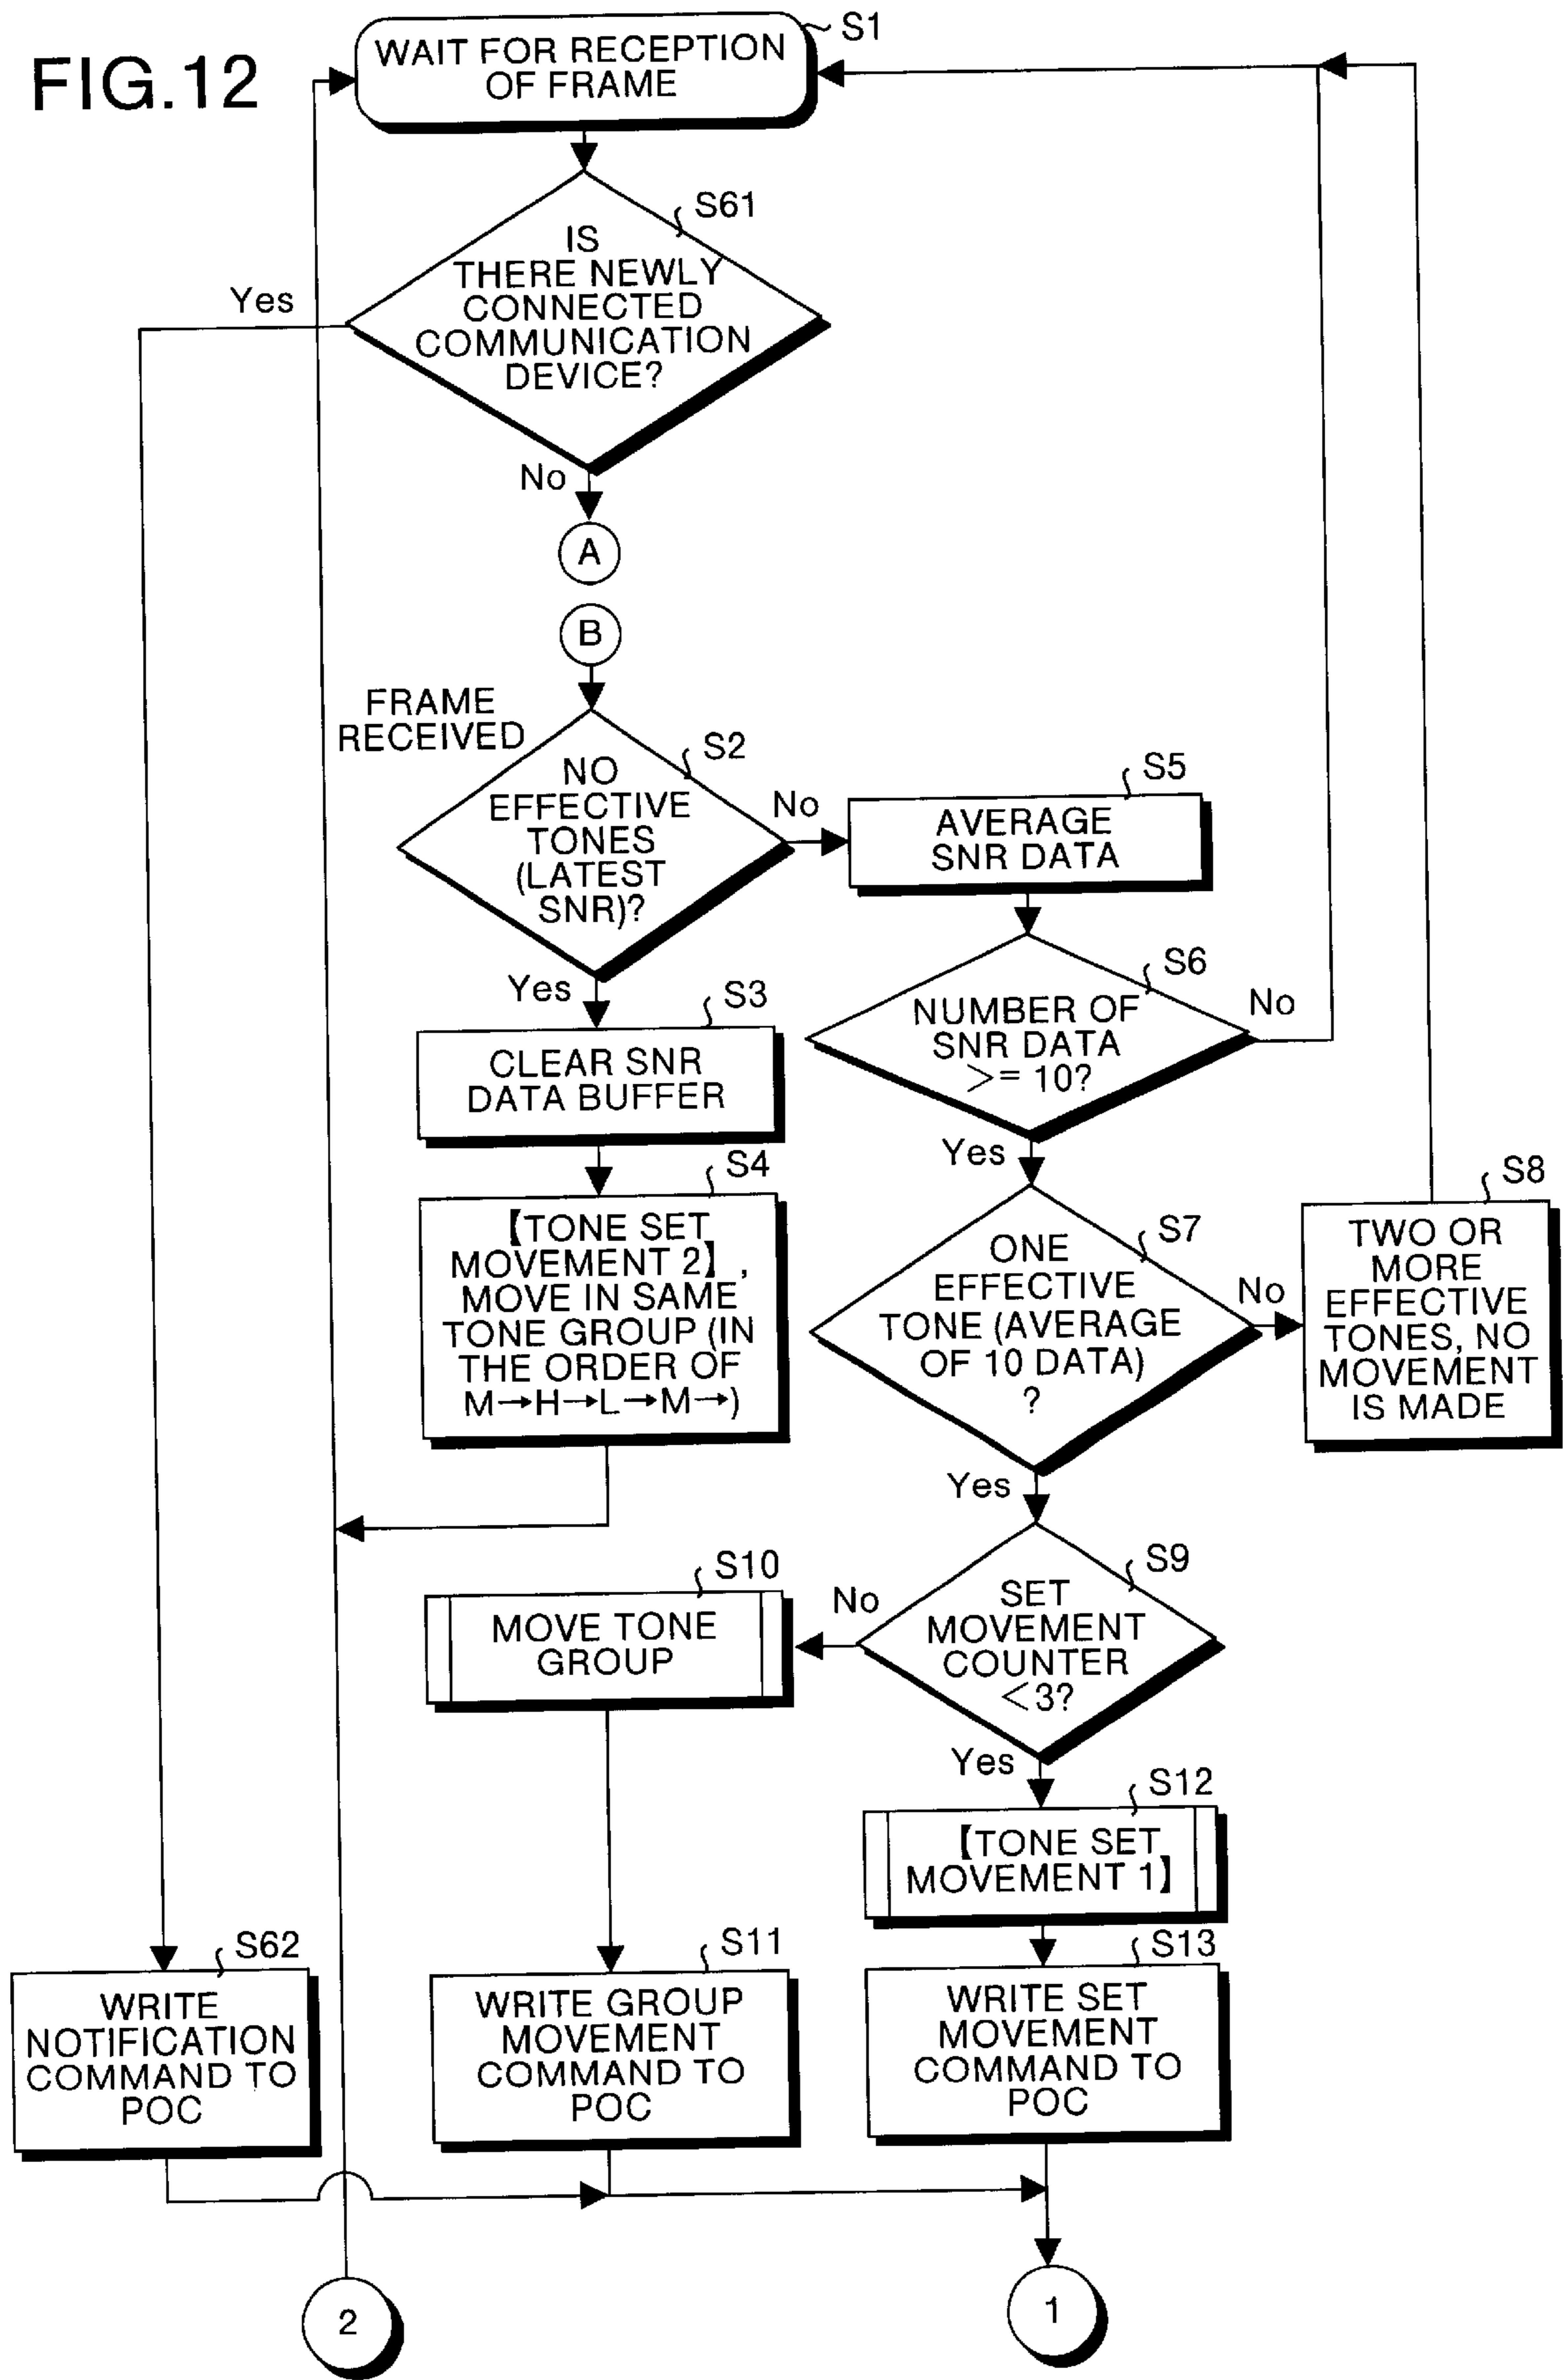 FIG.12
S1
WAIT FOR RECEPTION
OF FRAME
S61
IS
THERE NEWLY
CONNECTED
COMMUNICATION
DEVICE?
Yes
No
A
B
FRAME
RECEIVED
S2
NO
EFFECTIVE
TONES
(LATEST
SNR)?
No
Yes
S5
AVERAGE
SNR DATA
S6
NUMBER OF
SNR DATA
>= 10?
No
Yes
S3
CLEAR SNR
DATA BUFFER
S4
【TONE SET
MOVEMENT 2】,
MOVE IN SAME
TONE GROUP (IN
THE ORDER OF
M→H→L→M→)
S7
ONE
EFFECTIVE
TONE (AVERAGE
OF 10 DATA)
?
No
Yes
S8
TWO OR
MORE
EFFECTIVE
TONES, NO
MOVEMENT
IS MADE
S9
SET
MOVEMENT
COUNTER
<3?
No
Yes
S10
MOVE TONE
GROUP
S12
【TONE SET
MOVEMENT 1】
S62
WRITE
NOTIFICATION
COMMAND TO
POC
S11
WRITE GROUP
MOVEMENT
COMMAND TO
POC
S13
WRITE SET
MOVEMENT
COMMAND TO
POC
2
1